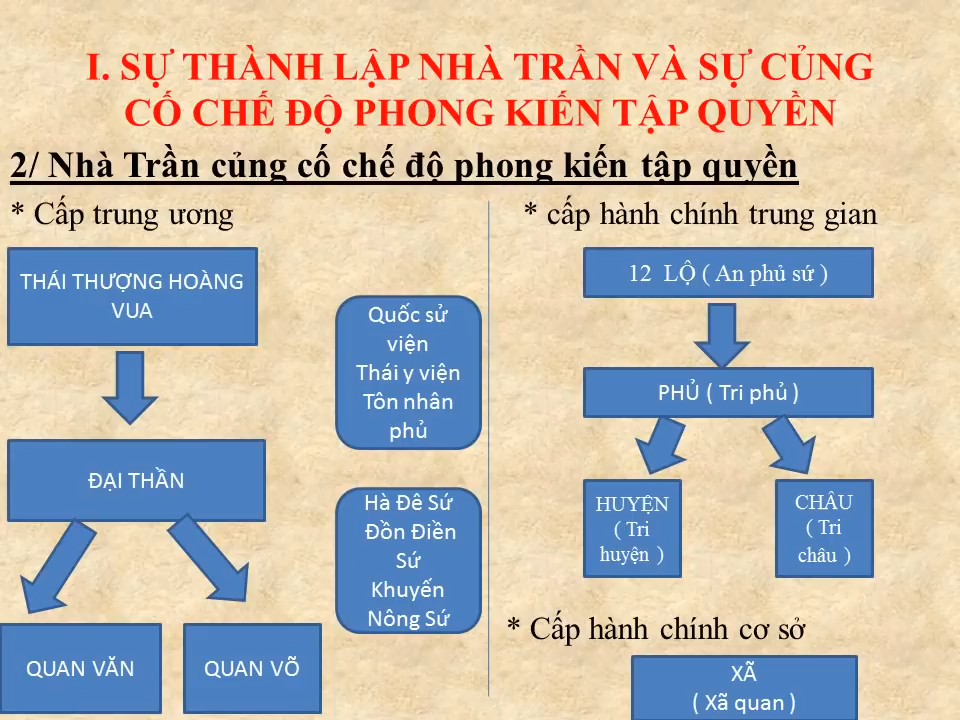 I. SỰ THÀNH LẬP NHÀ TRẦN VÀ SỰ CỦNG
CỐ CHẾ ĐỘ PHONG KIẾN TẬP QUYỀN
2/ Nhà Trần củng cố chế độ phong kiến tập quyền
* Cấp trung ương
THÁI THƯỢNG HOÀNG
VUA
ĐẠI THẦN
QUAN VĂN
QUAN VÕ
Quốc sử
viện
Thái y viện
Tôn nhân
phủ
Hà Đê Sứ
Đồn Điền
Sứ
Khuyến
Nông Sứ
* cấp hành chính trung gian
12 LỘ ( An phủ sứ )
PHỦ ( Tri phủ )
HUYỆN
( Tri
huyện )
CHÂU
( Tri
châu )
* Cấp hành chính cơ sở
XÃ
( Xã quan )